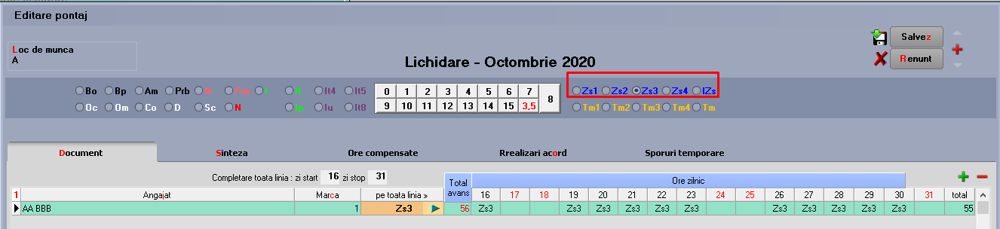 Editare pontaj
Loc de munca
A
Lichidare - Octombrie 2020
Salvez
Renunt
Bo Bp Am Prb N Prm I It4 It5 0 1 2 3 4 5 6 7 8 Zs1 Zs2 Zs3 Zs4 IZs
Oc Om Co D Sc N Iu It8 9 10 11 12 13 14 15 3,5 Tm1 Tm2 Tm3 Tm4 Tm
Document Sinteza Ore compensate Rrealizari acord Sporuri temporare
Completare toata linia : zi start 16 zi stop 31 Total avans Ore zilnic
1 Angajat Marca pe toata linia » 16 17 18 19 20 21 22 23 24 25 26 27 28 29 30 31 total
AA BBB 1 Zs3 56 Zs3 Zs3 Zs3 Zs3 Zs3 Zs3 Zs3 Zs3 Zs3 Zs3 Zs3 55